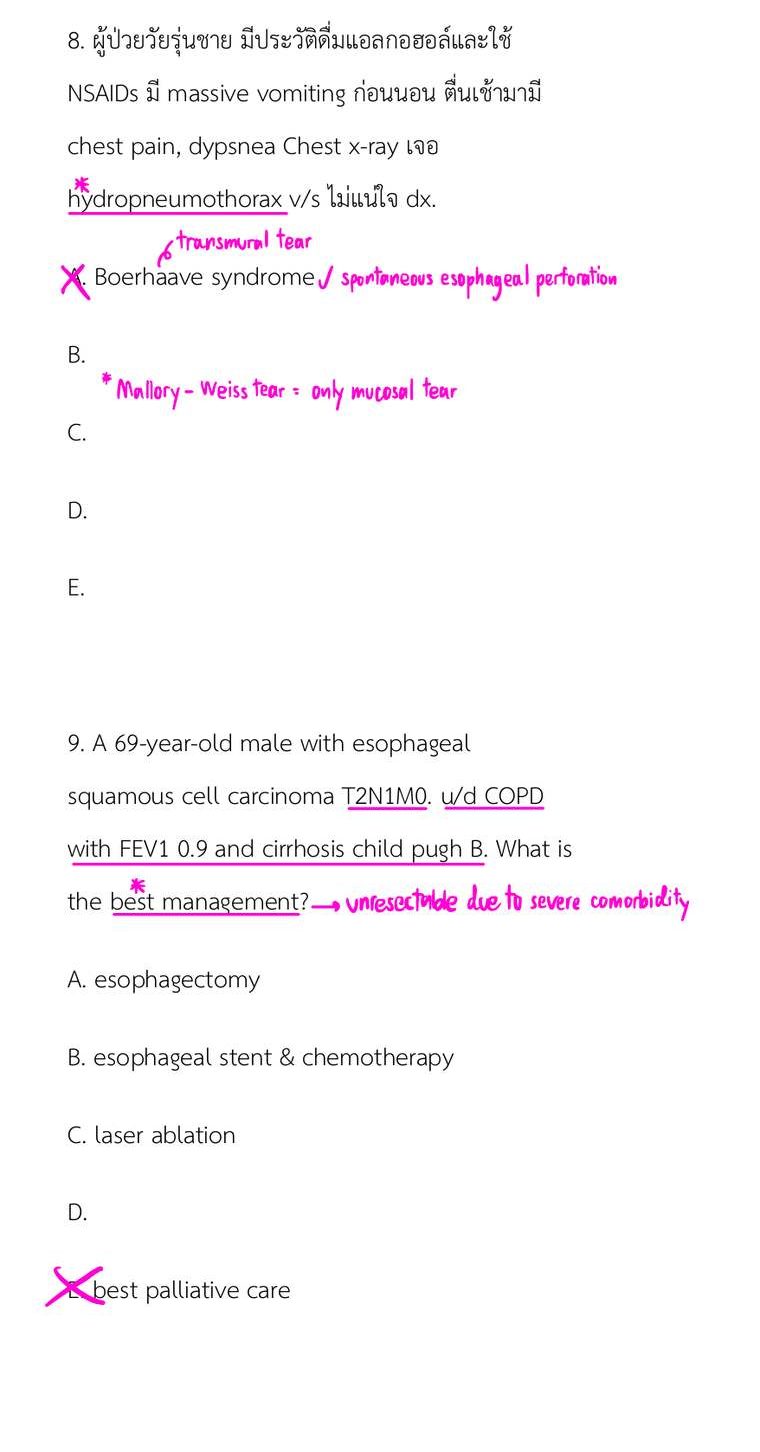 8. ผู้ป่วยวัยรุ่นชาย มีประวัติดื่มแอลกอฮอล์และใช้
NSAIDs มี massive vomiting ก่อนนอน ตื่นเช้ามามี
chest pain, dypsnea Chest x-ray เจอ
*
hydropneumothorax v/s ไม่แน่ใจ dx.
transmural tear
A. Boerhaave syndrome ✓ spontaneous esophageal perforation
B.
* Mallory - Weiss tear = only mucosal tear
C.
D.
E.
9. A 69-year-old male with esophageal
squamous cell carcinoma T2N1M0. u/d COPD
with FEV1 0.9 and cirrhosis child pugh B. What is
*
the best management? → unresectable due to severe comorbidity
A. esophagectomy
B. esophageal stent & chemotherapy
C. laser ablation
D.
E. best palliative care